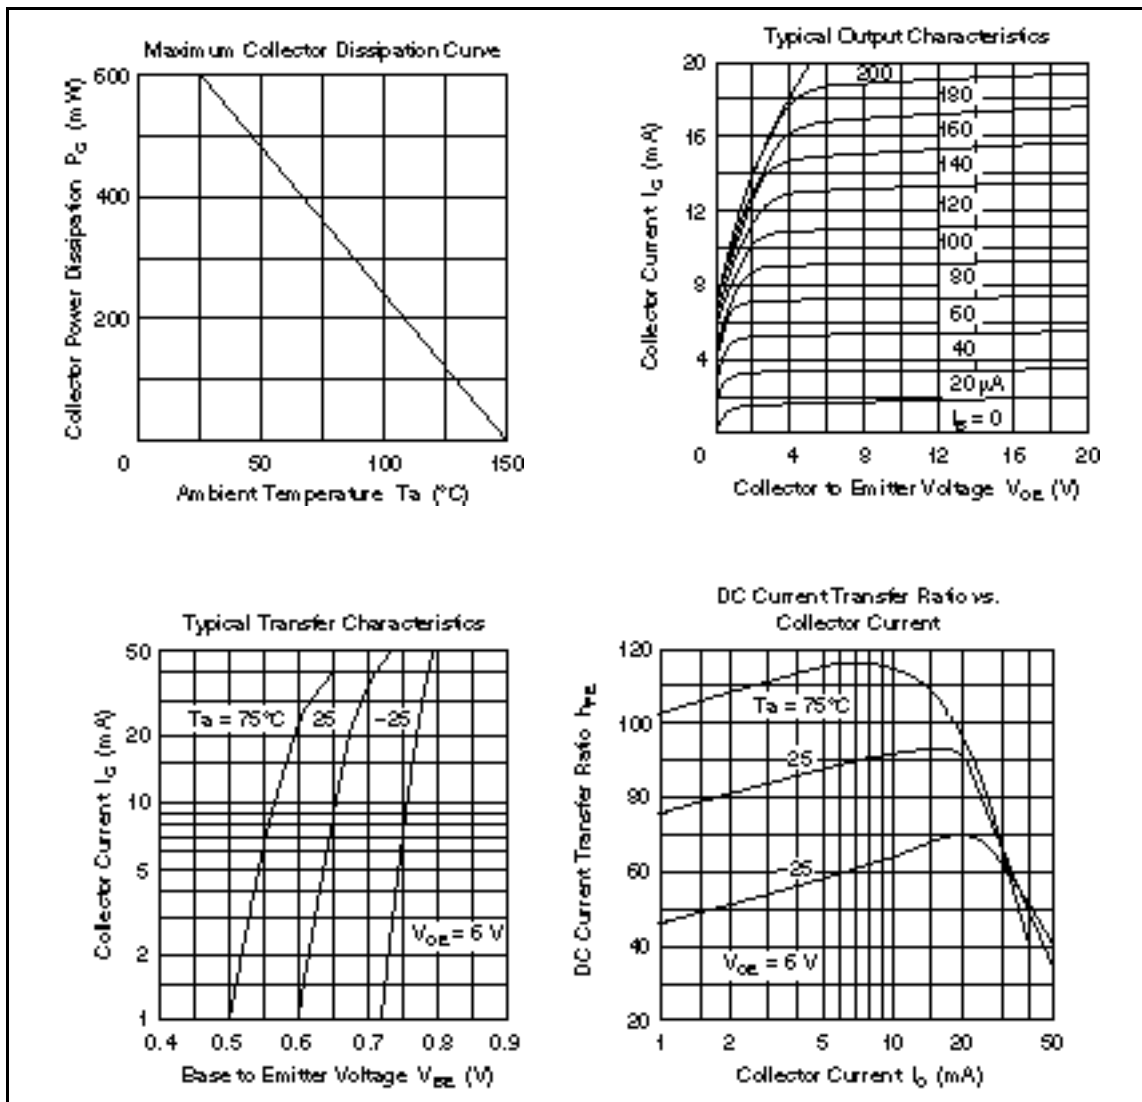 Maximum Collector Dissipation Curve
Collector Power Dissipation P_C (mW)
600
400
200
0
50
100
150
Ambient Temperature Ta (°C)
Typical Output Characteristics
Collector Current I_C (mA)
20
16
12
8
4
200
180
160
140
120
100
80
60
40
20 µA
I_B = 0
0
4
8
12
16
20
Collector to Emitter Voltage V_CE (V)
Typical Transfer Characteristics
Collector Current I_C (mA)
50
20
10
5
2
1
Ta = 75°C
25
–25
V_CE = 6 V
0.4
0.5
0.6
0.7
0.8
0.9
Base to Emitter Voltage V_BE (V)
DC Current Transfer Ratio vs.
Collector Current
DC Current Transfer Ratio h_FE
120
100
80
60
40
20
Ta = 75°C
25
–25
V_CE = 6 V
1
2
5
10
20
50
Collector Current I_C (mA)